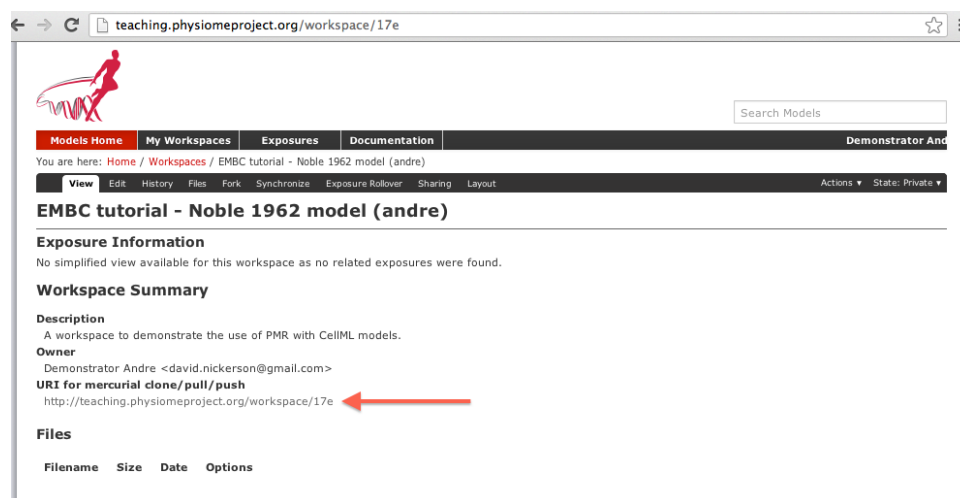 teaching.physiomeproject.org/workspace/17e
Search Models
Models Home My Workspaces Exposures Documentation Demonstrator And
You are here: Home / Workspaces / EMBC tutorial - Noble 1962 model (andre)
View Edit History Files Fork Synchronize Exposure Rollover Sharing Layout Actions ▼ State: Private ▼
EMBC tutorial - Noble 1962 model (andre)
Exposure Information
No simplified view available for this workspace as no related exposures were found.
Workspace Summary
Description
A workspace to demonstrate the use of PMR with CellML models.
Owner
Demonstrator Andre <david.nickerson@gmail.com>
URI for mercurial clone/pull/push
http://teaching.physiomeproject.org/workspace/17e
Files
Filename Size Date Options